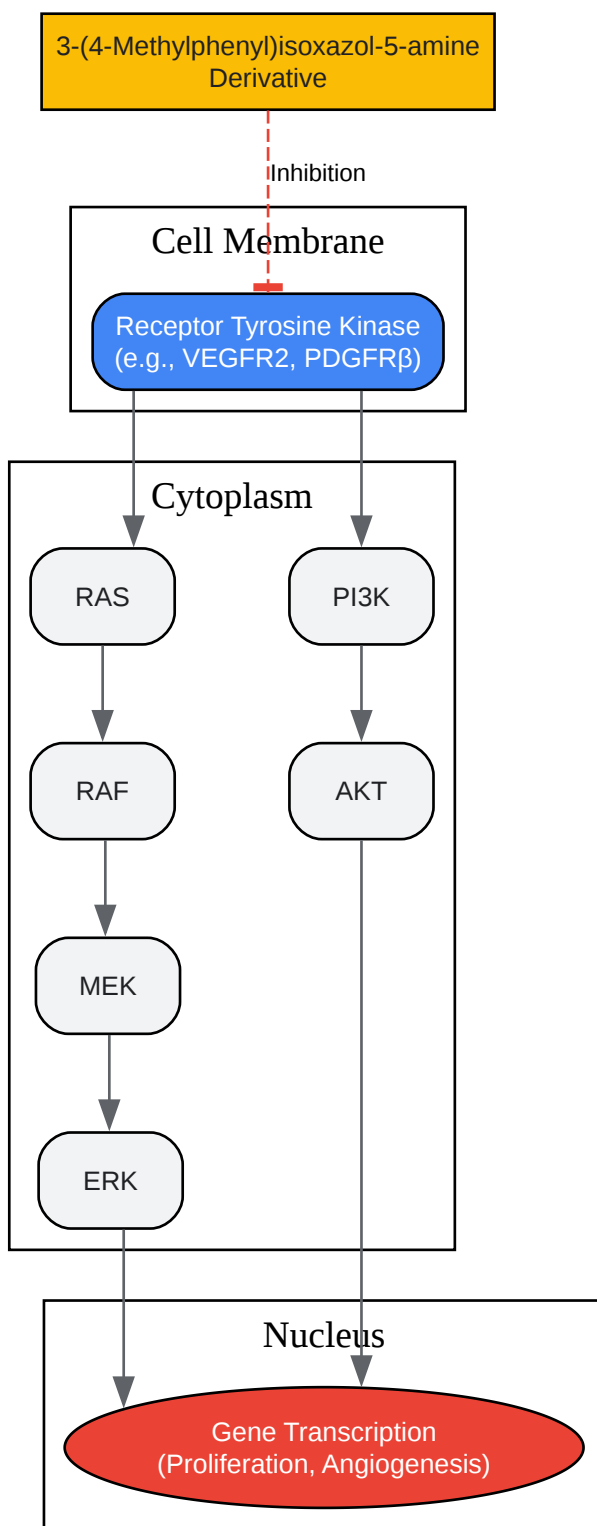 3-(4-Methylphenyl)isoxazol-5-amine
Derivative
Inhibition
Cell Membrane
Receptor Tyrosine Kinase
(e.g., VEGFR2, PDGFRβ)
Cytoplasm
RAS
PI3K
RAF
AKT
MEK
ERK
Nucleus
Gene Transcription
(Proliferation, Angiogenesis)